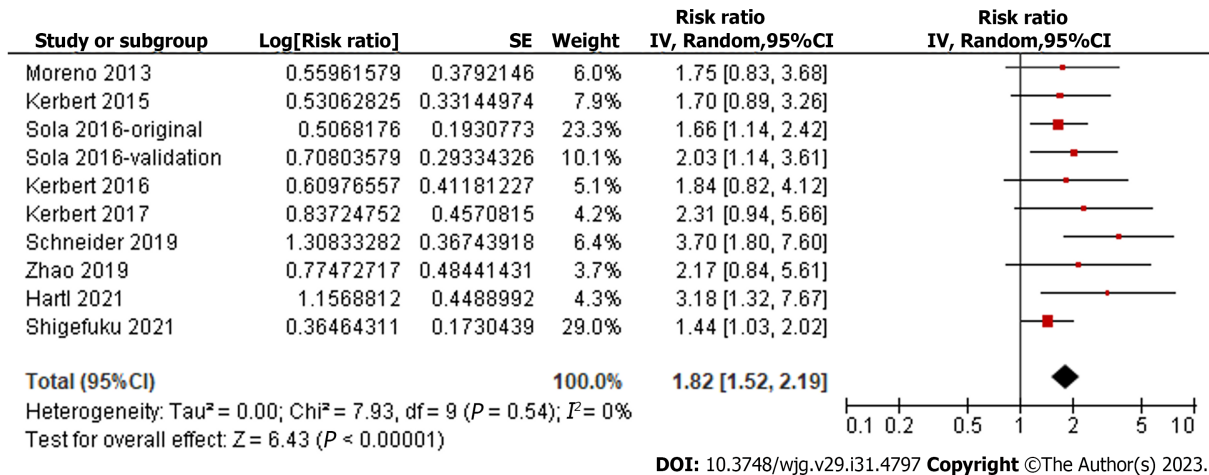 Risk ratio Risk ratio
Study or subgroup Log[Risk ratio] SE Weight IV, Random,95%CI IV, Random,95%CI
Moreno 2013 0.55961579 0.3792146 6.0% 1.75 [0.83, 3.68]
Kerbert 2015 0.53062825 0.33144974 7.9% 1.70 [0.89, 3.26]
Sola 2016-original 0.5068176 0.1930773 23.3% 1.66 [1.14, 2.42]
Sola 2016-validation 0.70803579 0.29334326 10.1% 2.03 [1.14, 3.61]
Kerbert 2016 0.60976557 0.41181227 5.1% 1.84 [0.82, 4.12]
Kerbert 2017 0.83724752 0.4570815 4.2% 2.31 [0.94, 5.66]
Schneider 2019 1.30833282 0.36743918 6.4% 3.70 [1.80, 7.60]
Zhao 2019 0.77472717 0.48441431 3.7% 2.17 [0.84, 5.61]
Hartl 2021 1.1568812 0.4488992 4.3% 3.18 [1.32, 7.67]
Shigefuku 2021 0.36464311 0.1730439 29.0% 1.44 [1.03, 2.02]
Total (95%CI) 100.0% 1.82 [1.52, 2.19]
Heterogeneity: Tau² = 0.00; Chi² = 7.93, df = 9 (P = 0.54); I² = 0%
Test for overall effect: Z = 6.43 (P < 0.00001)
0.1 0.2 0.5 1 2 5 10
DOI: 10.3748/wjg.v29.i31.4797 Copyright ©The Author(s) 2023.